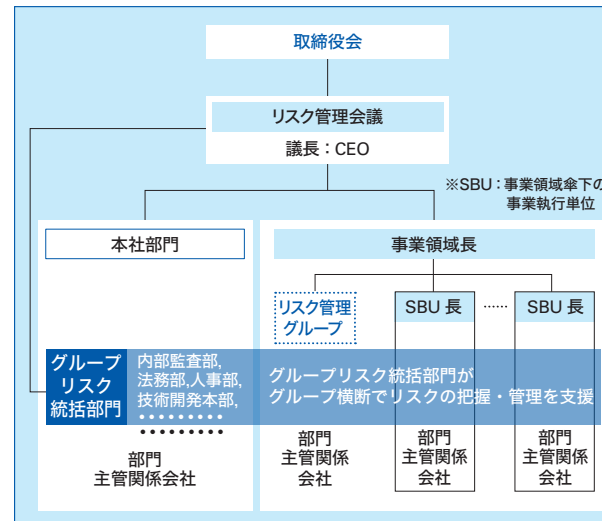 取締役会
リスク管理会議
議長：CEO
※SBU：事業領域傘下の
事業執行単位
本社部門
事業領域長
リスク管理
グループ
SBU 長
……
SBU 長
グループ
リスク
統括部門
内部監査部,
法務部,人事部,
技術開発本部,
・・・・・・・・・
・・・・・・・・・
グループリスク統括部門が
グループ横断でリスクの把握・管理を支援
部門
主管関係会社
部門
主管関係
会社
部門
主管関係
会社
部門
主管関係
会社